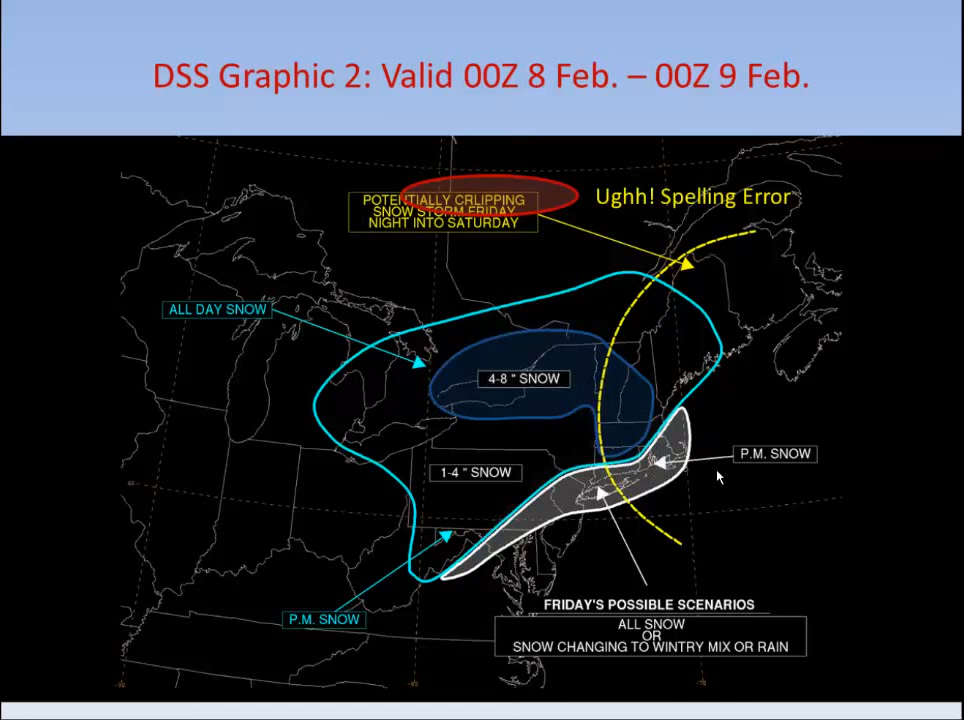 DSS Graphic 2: Valid 00Z 8 Feb. – 00Z 9 Feb.
POTENTIALLY CRLIPPING
SNOW STORM FRIDAY
NIGHT INTO SATURDAY
Ughh! Spelling Error
ALL DAY SNOW
4-8 " SNOW
P.M. SNOW
1-4 " SNOW
FRIDAY'S POSSIBLE SCENARIOS
P.M. SNOW
ALL SNOW
OR
SNOW CHANGING TO WINTRY MIX OR RAIN